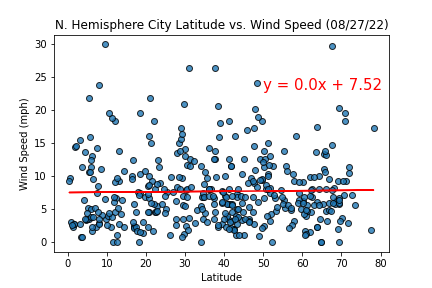 N. Hemisphere City Latitude vs. Wind Speed (08/27/22)
30
25
20
15
10
5
0
Wind Speed (mph)
y = 0.0x + 7.52
0 10 20 30 40 50 60 70 80
Latitude